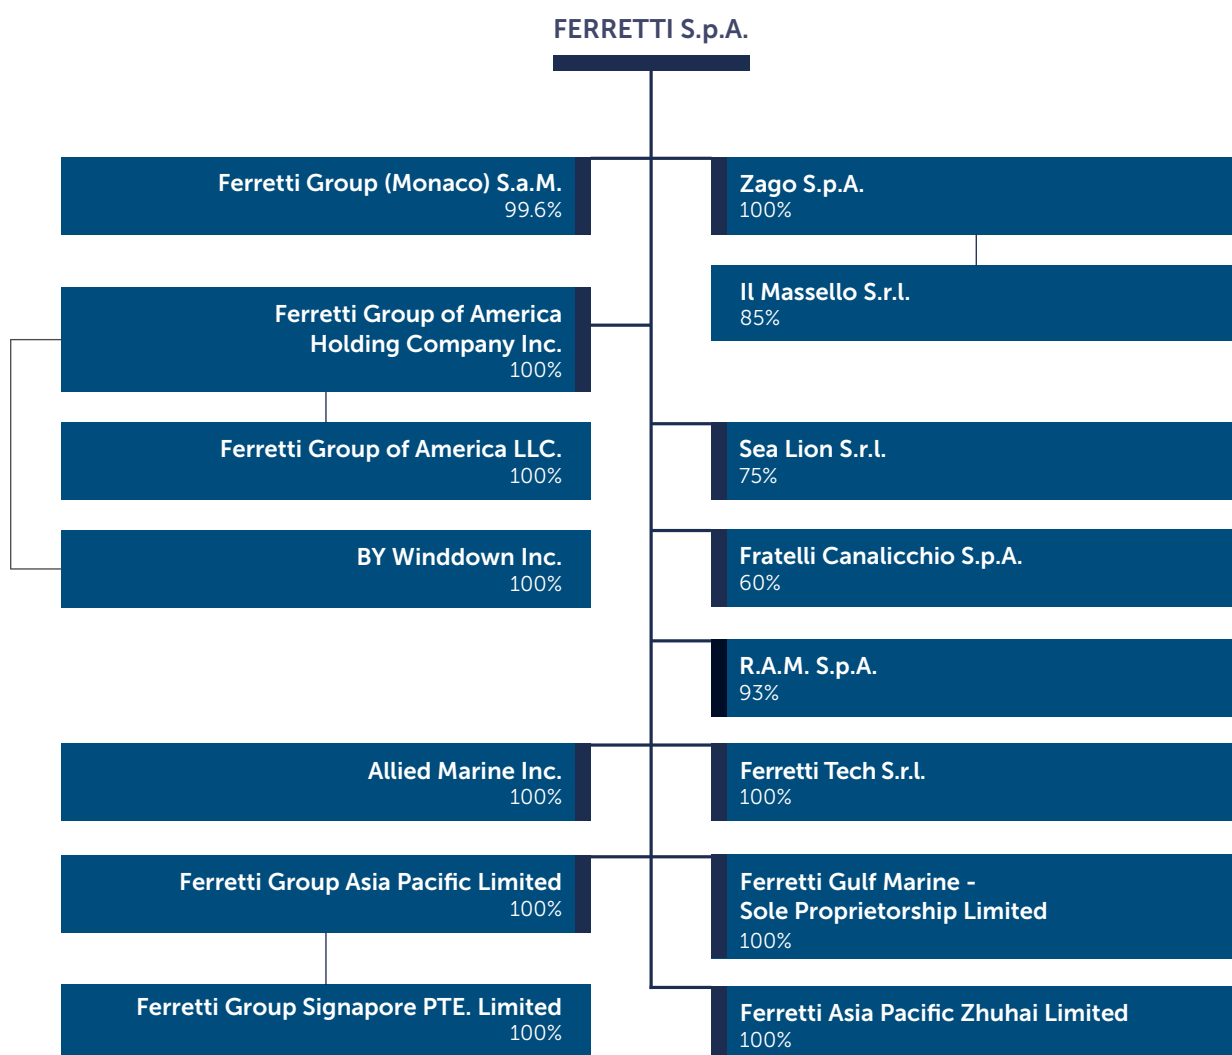 FERRETTI S.p.A.
Ferretti Group (Monaco) S.a.M.
99.6%
Zago S.p.A.
100%
Il Massello S.r.l.
85%
Ferretti Group of America
Holding Company Inc.
100%
Ferretti Group of America LLC.
100%
Sea Lion S.r.l.
75%
BY Winddown Inc.
100%
Fratelli Canalicchio S.p.A.
60%
R.A.M. S.p.A.
93%
Allied Marine Inc.
100%
Ferretti Tech S.r.l.
100%
Ferretti Group Asia Pacific Limited
100%
Ferretti Gulf Marine -
Sole Proprietorship Limited
100%
Ferretti Group Signapore PTE. Limited
100%
Ferretti Asia Pacific Zhuhai Limited
100%